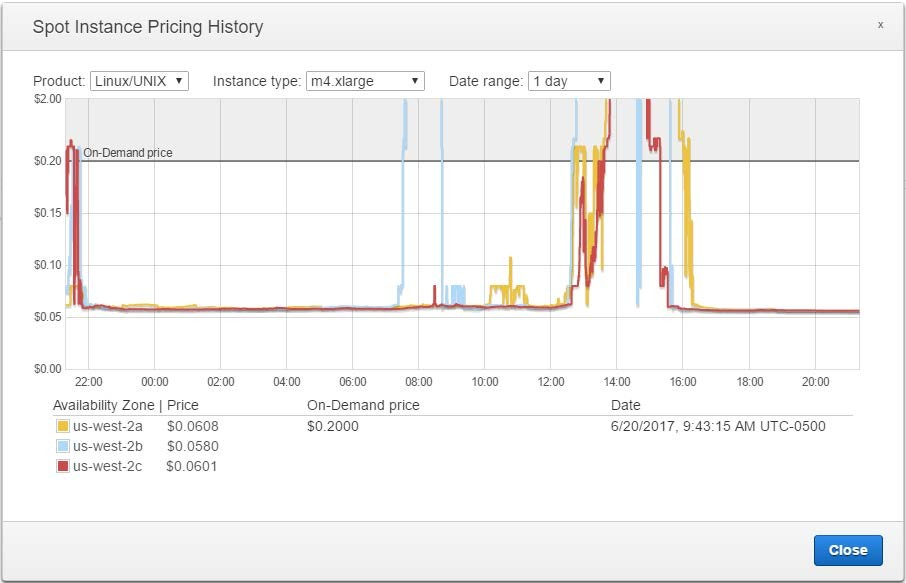 Spot Instance Pricing History x
Product: Linux/UNIX ▼ Instance type: m4.xlarge ▼ Date range: 1 day ▼
$2.00
On-Demand price
$0.20
$0.15
$0.10
$0.05
$0.00
22:00 00:00 02:00 04:00 06:00 08:00 10:00 12:00 14:00 16:00 18:00 20:00
Availability Zone | Price On-Demand price Date
us-west-2a $0.0608 $0.2000 6/20/2017, 9:43:15 AM UTC-0500
us-west-2b $0.0580
us-west-2c $0.0601
Close